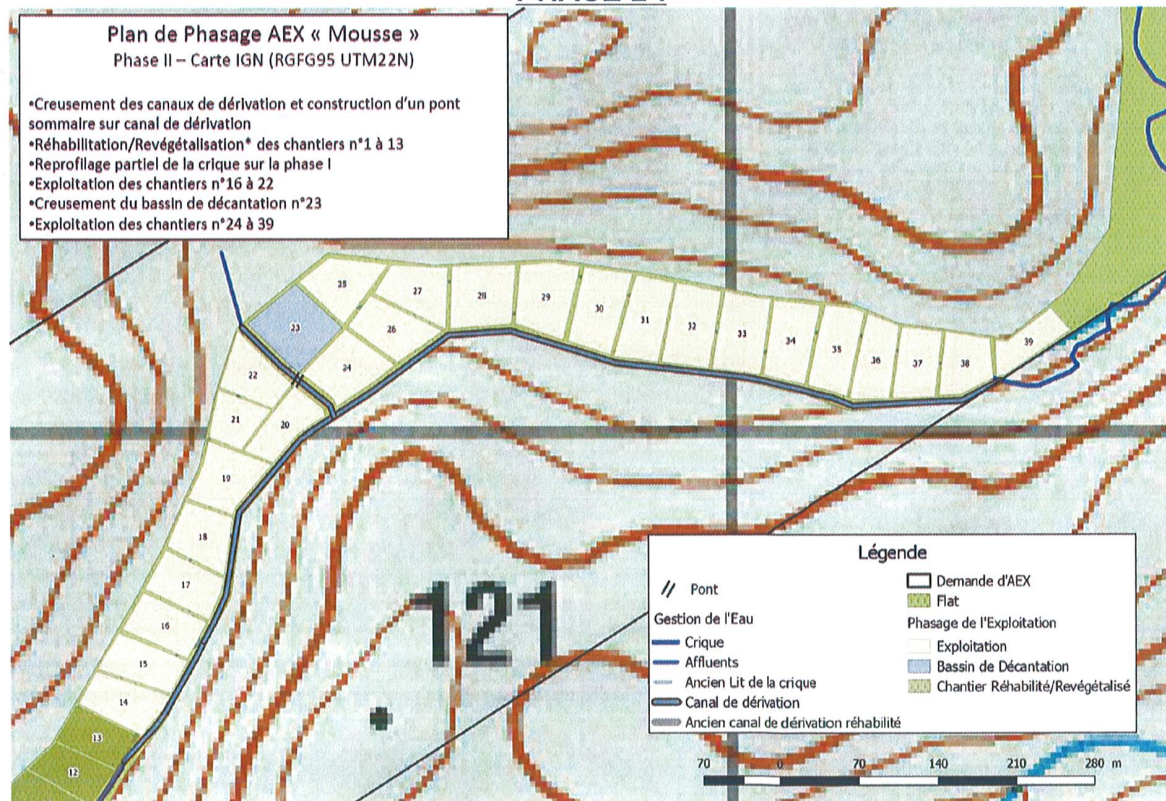 Plan de Phasage AEX « Mousse »
Phase II – Carte IGN (RGFG95 UTM22N)
•Creusement des canaux de dérivation et construction d'un pont
sommaire sur canal de dérivation
•Réhabilitation/Revégétalisation* des chantiers n°1 à 13
•Reprofilage partiel de la crique sur la phase I
•Exploitation des chantiers n°16 à 22
•Creusement du bassin de décantation n°23
•Exploitation des chantiers n°24 à 39
25
27
28
29
30
31
32
33
34
35
36
37
38
39
23
26
24
22
21
20
19
18
17
16
15
14
13
12
121
Légende
Pont
Gestion de l'Eau
Crique
Affluents
Ancien Lit de la crique
Canal de dérivation
Ancien canal de dérivation réhabilité
Demande d'AEX
Flat
Phasage de l'Exploitation
Exploitation
Bassin de Décantation
Chantier Réhabilité/Revégétalisé
70 0 70 140 210 280 m